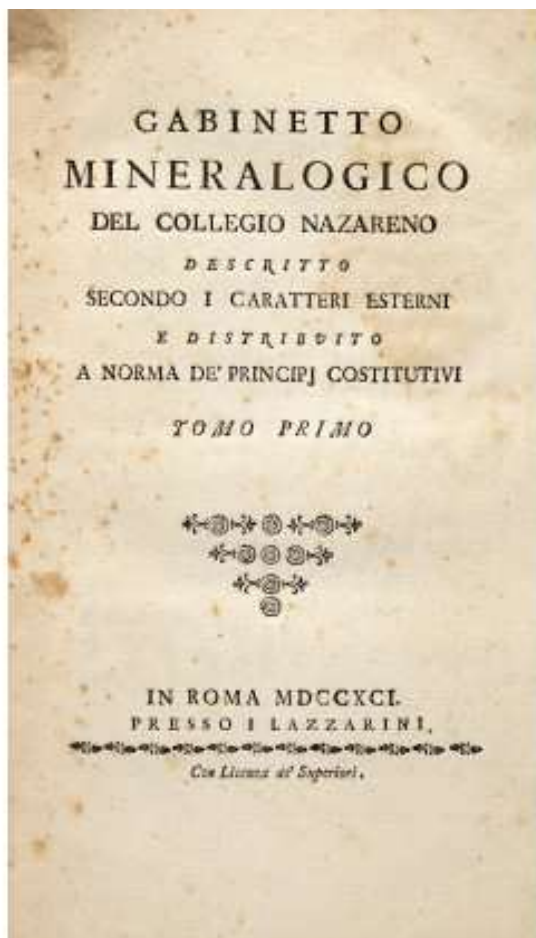 GABINETTO
MINERALOGICO
DEL COLLEGIO NAZARENO
DESCRITTO
SECONDO I CARATTERI ESTERNI
E DISTRIBVITO
A NORMA DE' PRINCIPJ COSTITUTIVI
TOMO PRIMO
IN ROMA MDCCXCI.
PRESSO I LAZZARINI,
Con Licenza de' Superiori.